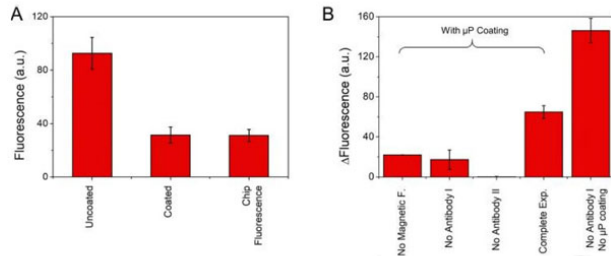 A
Fluorescence (a.u.)
120
80
40
0
Uncoated
Coated
Chip
Fluorescence
B
ΔFluorescence (a.u.)
160
120
80
40
0
With µP Coating
No Magnetic F.
No Antibody I
No Antibody II
Complete Exp.
No Antibody I
No µP coating